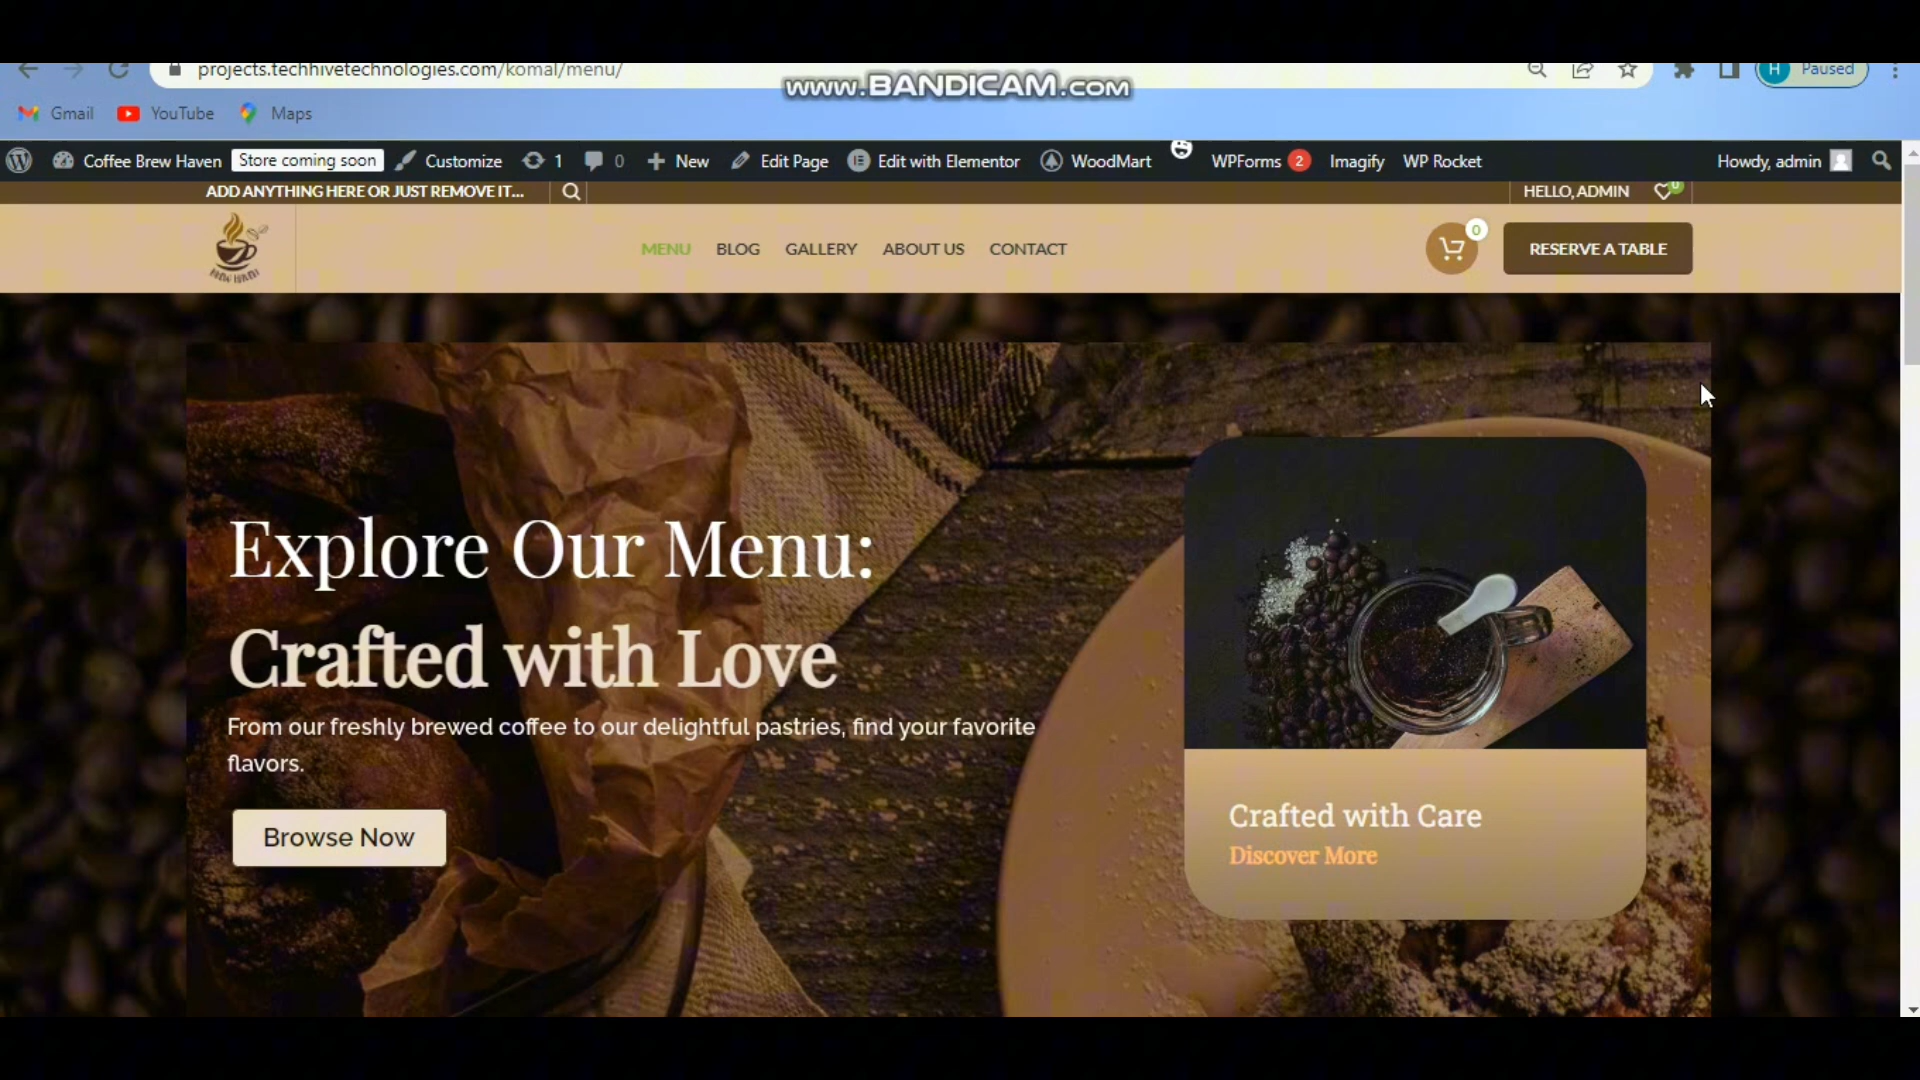 projects.techhivetechnologies.com/komal/menu/
www.BANDICAM.com
H Paused
Gmail YouTube Maps
Coffee Brew Haven Store coming soon Customize 1 0 New Edit Page Edit with Elementor WoodMart WPForms 2 Imagify WP Rocket Howdy, admin
ADD ANYTHING HERE OR JUST REMOVE IT... HELLO, ADMIN 0
MENU BLOG GALLERY ABOUT US CONTACT 0 RESERVE A TABLE
Explore Our Menu:
Crafted with Love
From our freshly brewed coffee to our delightful pastries, find your favorite
flavors.
Browse Now
Crafted with Care
Discover More